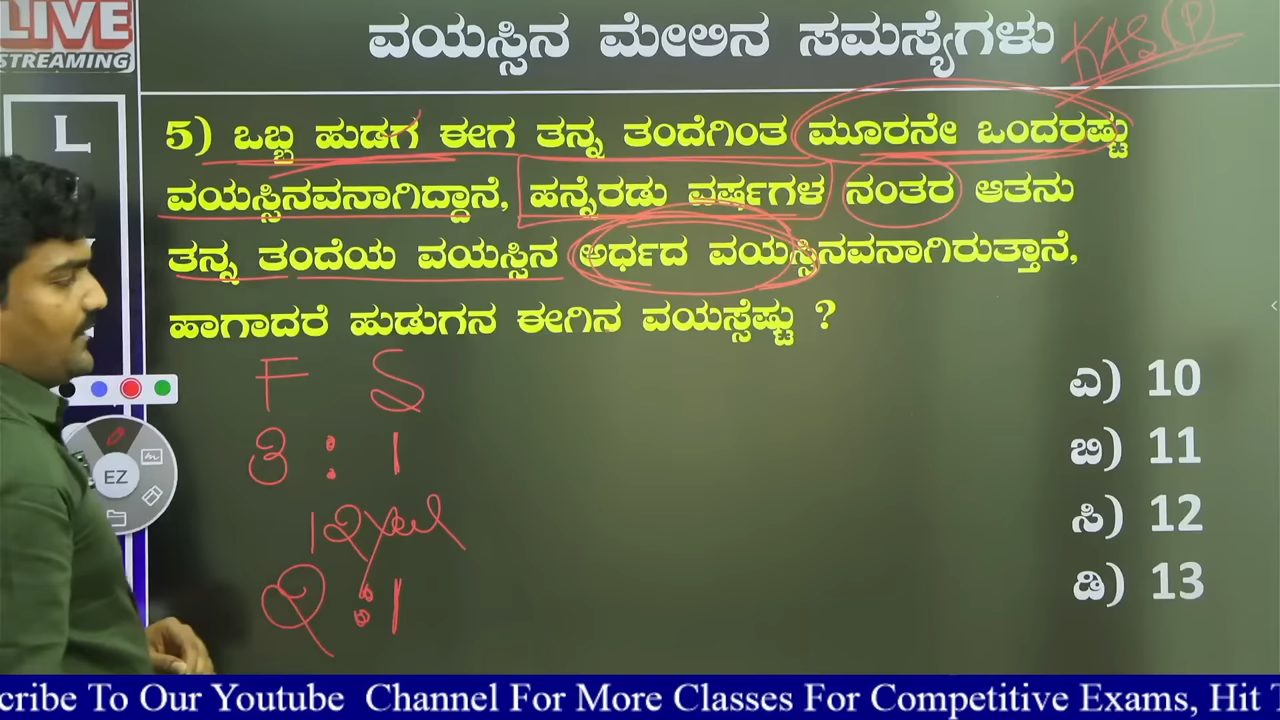 LIVE
STREAMING
ವಯಸ್ಸಿನ ಮೇಲಿನ ಸಮಸ್ಯೆಗಳು
KAS (P)
L
5) ಒಬ್ಬ ಹುಡಗ ಈಗ ತನ್ನ ತಂದೆಗಿಂತ ಮೂರನೇ ಒಂದರಷ್ಟು
ವಯಸ್ಸಿನವನಾಗಿದ್ದಾನೆ, ಹನ್ನೆರಡು ವರ್ಷಗಳ ನಂತರ ಆತನು
ತನ್ನ ತಂದೆಯ ವಯಸ್ಸಿನ ಅರ್ಧದ ವಯಸ್ಸಿನವನಾಗಿರುತ್ತಾನೆ,
ಹಾಗಾದರೆ ಹುಡುಗನ ಈಗಿನ ವಯಸ್ಸೆಷ್ಟು ?
F S
3 : 1
2 : 1
ಎ) 10
ಬಿ) 11
ಸಿ) 12
ಡಿ) 13
EZ
cribe To Our Youtube Channel For More Classes For Competitive Exams, Hit